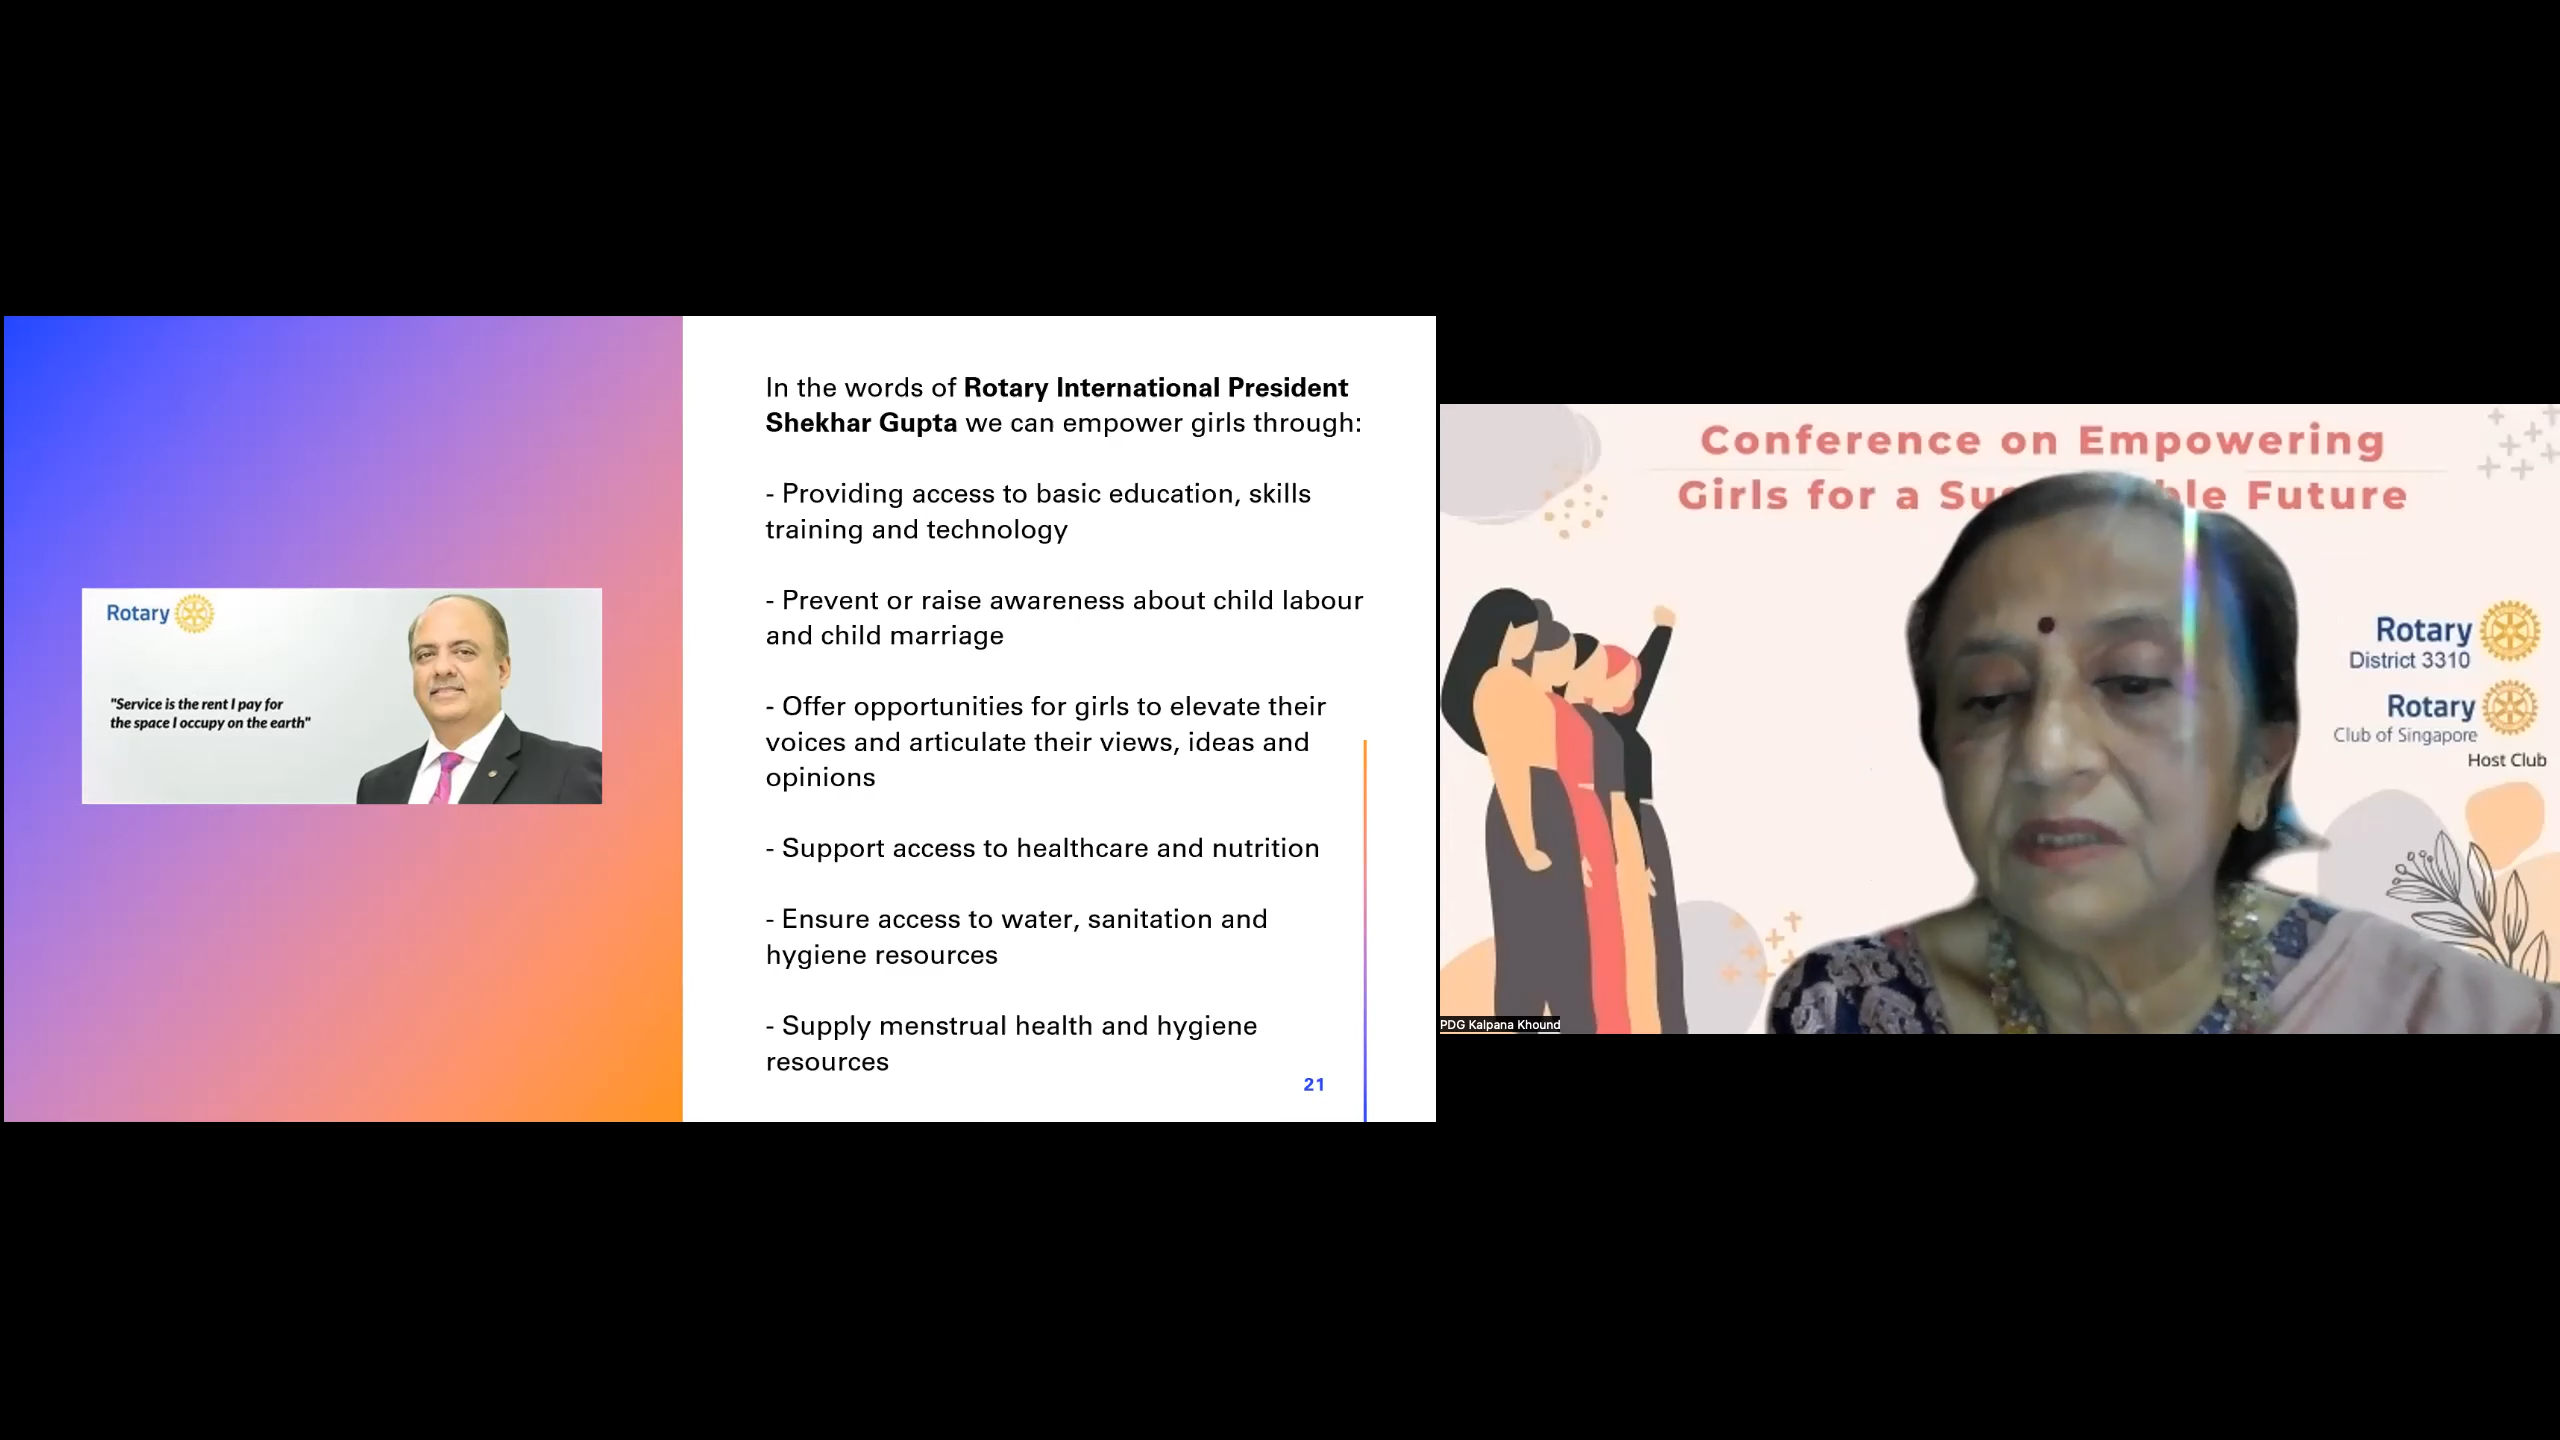 Rotary
"Service is the rent I pay for
the space I occupy on the earth"
In the words of Rotary International President
Shekhar Gupta we can empower girls through:
- Providing access to basic education, skills
training and technology
- Prevent or raise awareness about child labour
and child marriage
- Offer opportunities for girls to elevate their
voices and articulate their views, ideas and
opinions
- Support access to healthcare and nutrition
- Ensure access to water, sanitation and
hygiene resources
- Supply menstrual health and hygiene
resources
21
Conference on Empowering
Girls for a Su ble Future
Rotary
District 3310
Rotary
Club of Singapore
Host Club
PDG Kalpana Khound